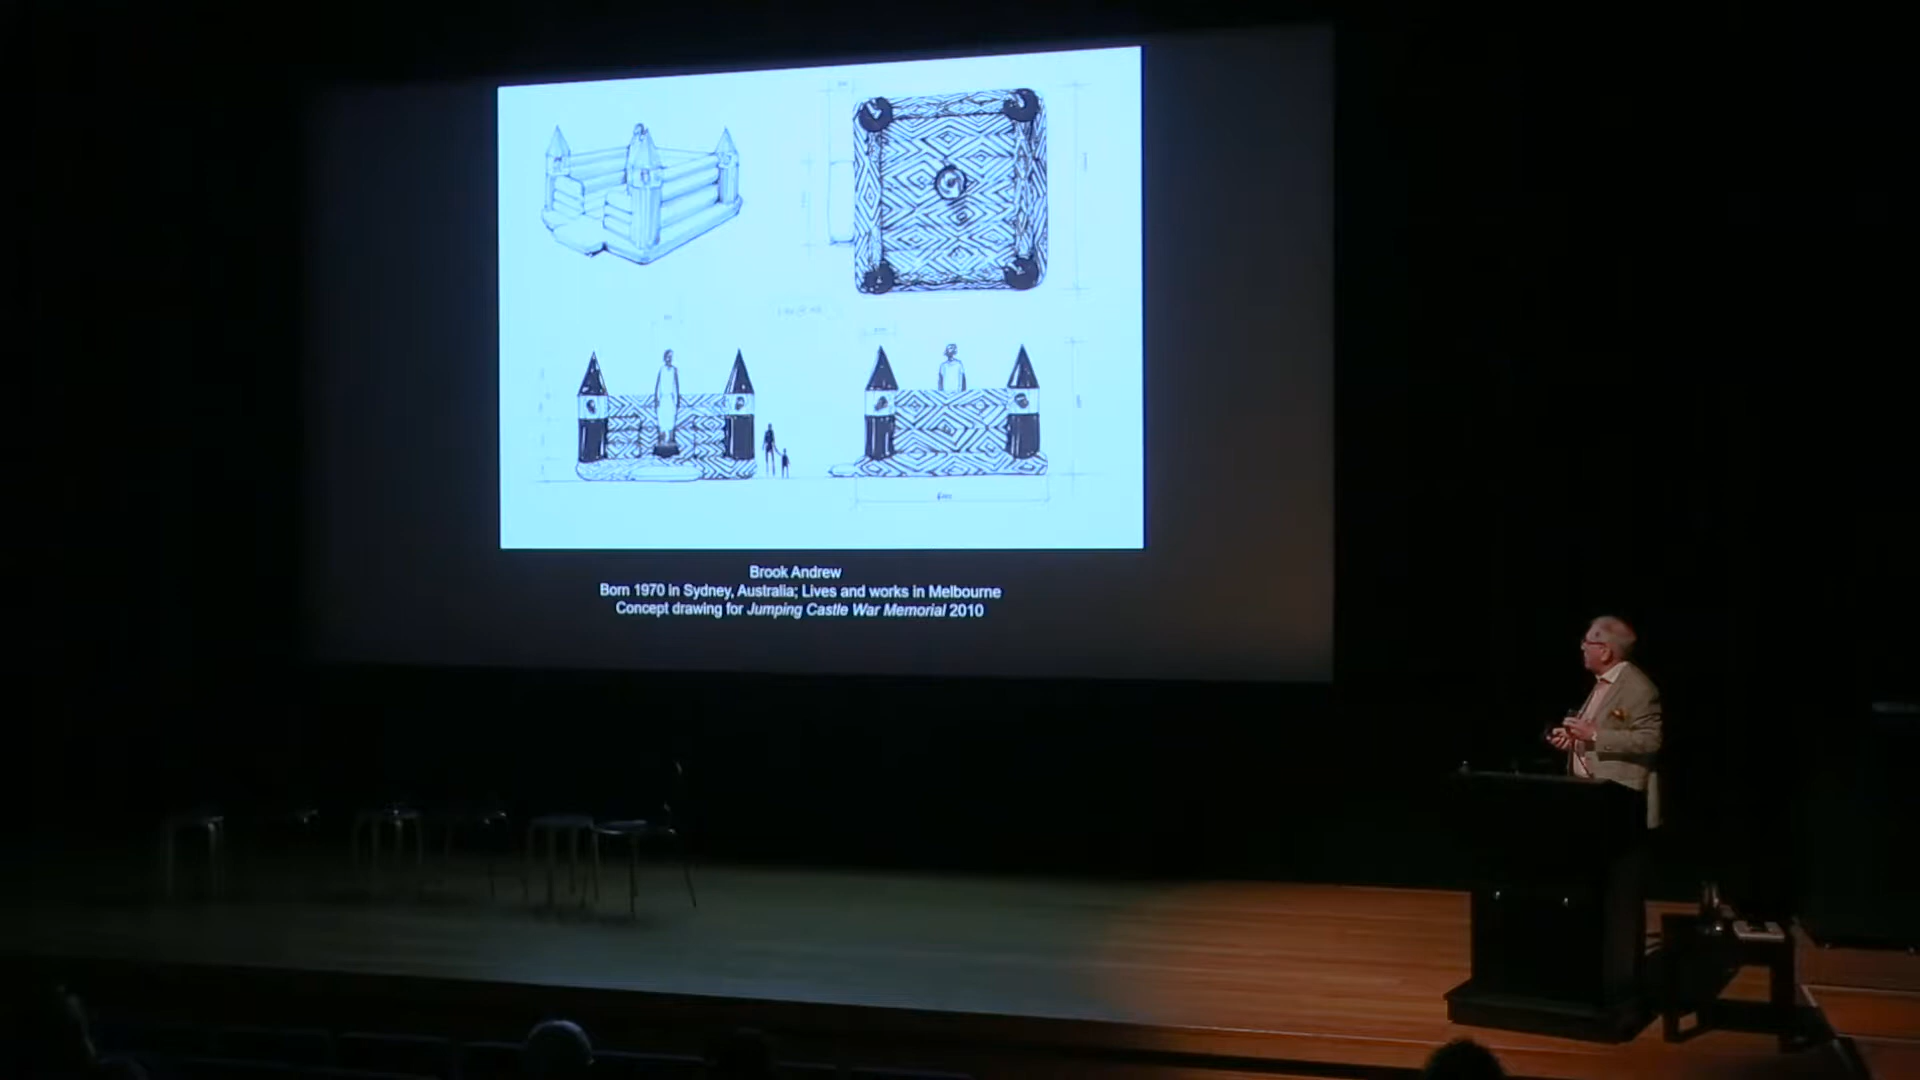 Brook Andrew
Born 1970 in Sydney, Australia; Lives and works in Melbourne
Concept drawing for Jumping Castle War Memorial 2010